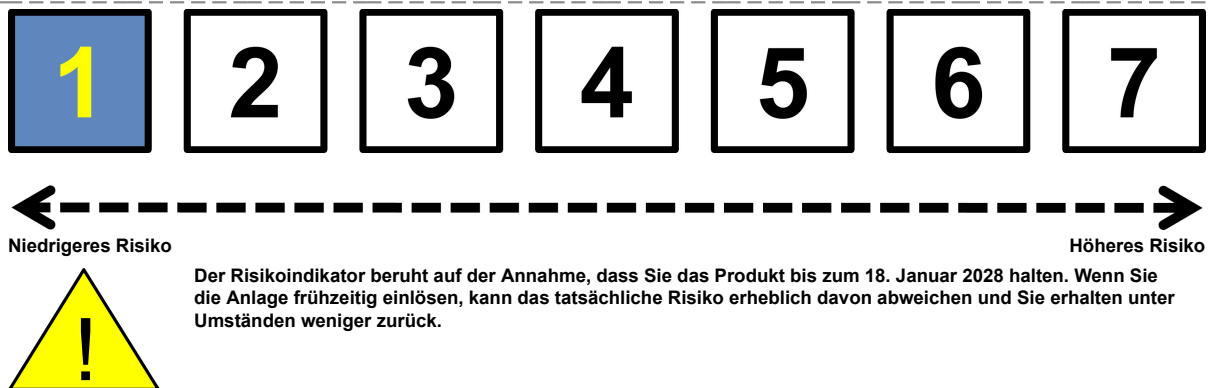 1 2 3 4 5 6 7
Niedrigeres Risiko Höheres Risiko
Der Risikoindikator beruht auf der Annahme, dass Sie das Produkt bis zum 18. Januar 2028 halten. Wenn Sie
die Anlage frühzeitig einlösen, kann das tatsächliche Risiko erheblich davon abweichen und Sie erhalten unter
Umständen weniger zurück.
!